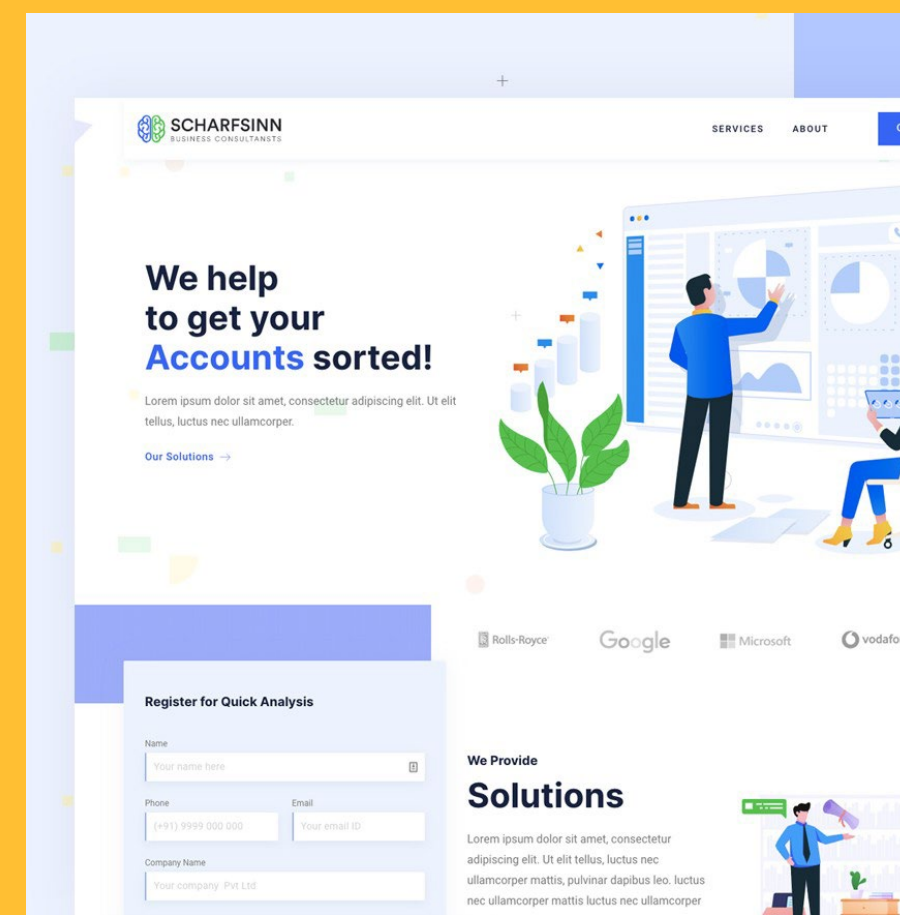 SCHARFSINN
BUSINESS CONSULTANSTS
SERVICES ABOUT
We help
to get your
Accounts sorted!
Lorem ipsum dolor sit amet, consectetur adipiscing elit. Ut elit
tellus, luctus nec ullamcorper.
Our Solutions →
Rolls-Royce Google Microsoft vodafo
Register for Quick Analysis
Name
Your name here
Phone Email
(+91) 9999 000 000 Your email ID
Company Name
Your company Pvt Ltd
We Provide
Solutions
Lorem ipsum dolor sit amet, consectetur
adipiscing elit. Ut elit tellus, luctus nec
ullamcorper mattis, pulvinar dapibus leo. luctus
nec ullamcorper mattis luctus nec ullamcorper